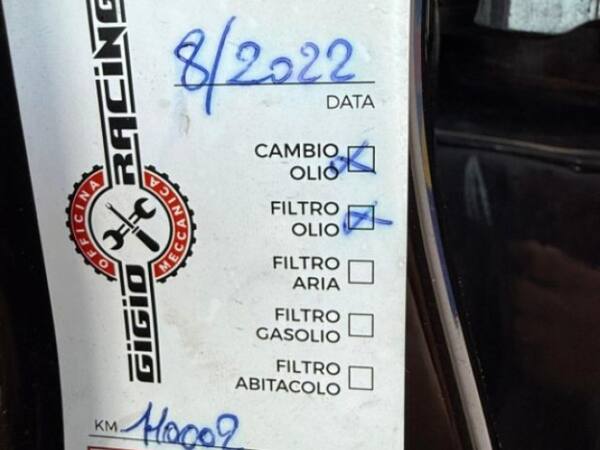 8/2022
DATA
CAMBIO
OLIO
FILTRO
OLIO
FILTRO
ARIA
FILTRO
GASOLIO
FILTRO
ABITACOLO
KM
GIGIO RACING
OFFICINA MECCANICA